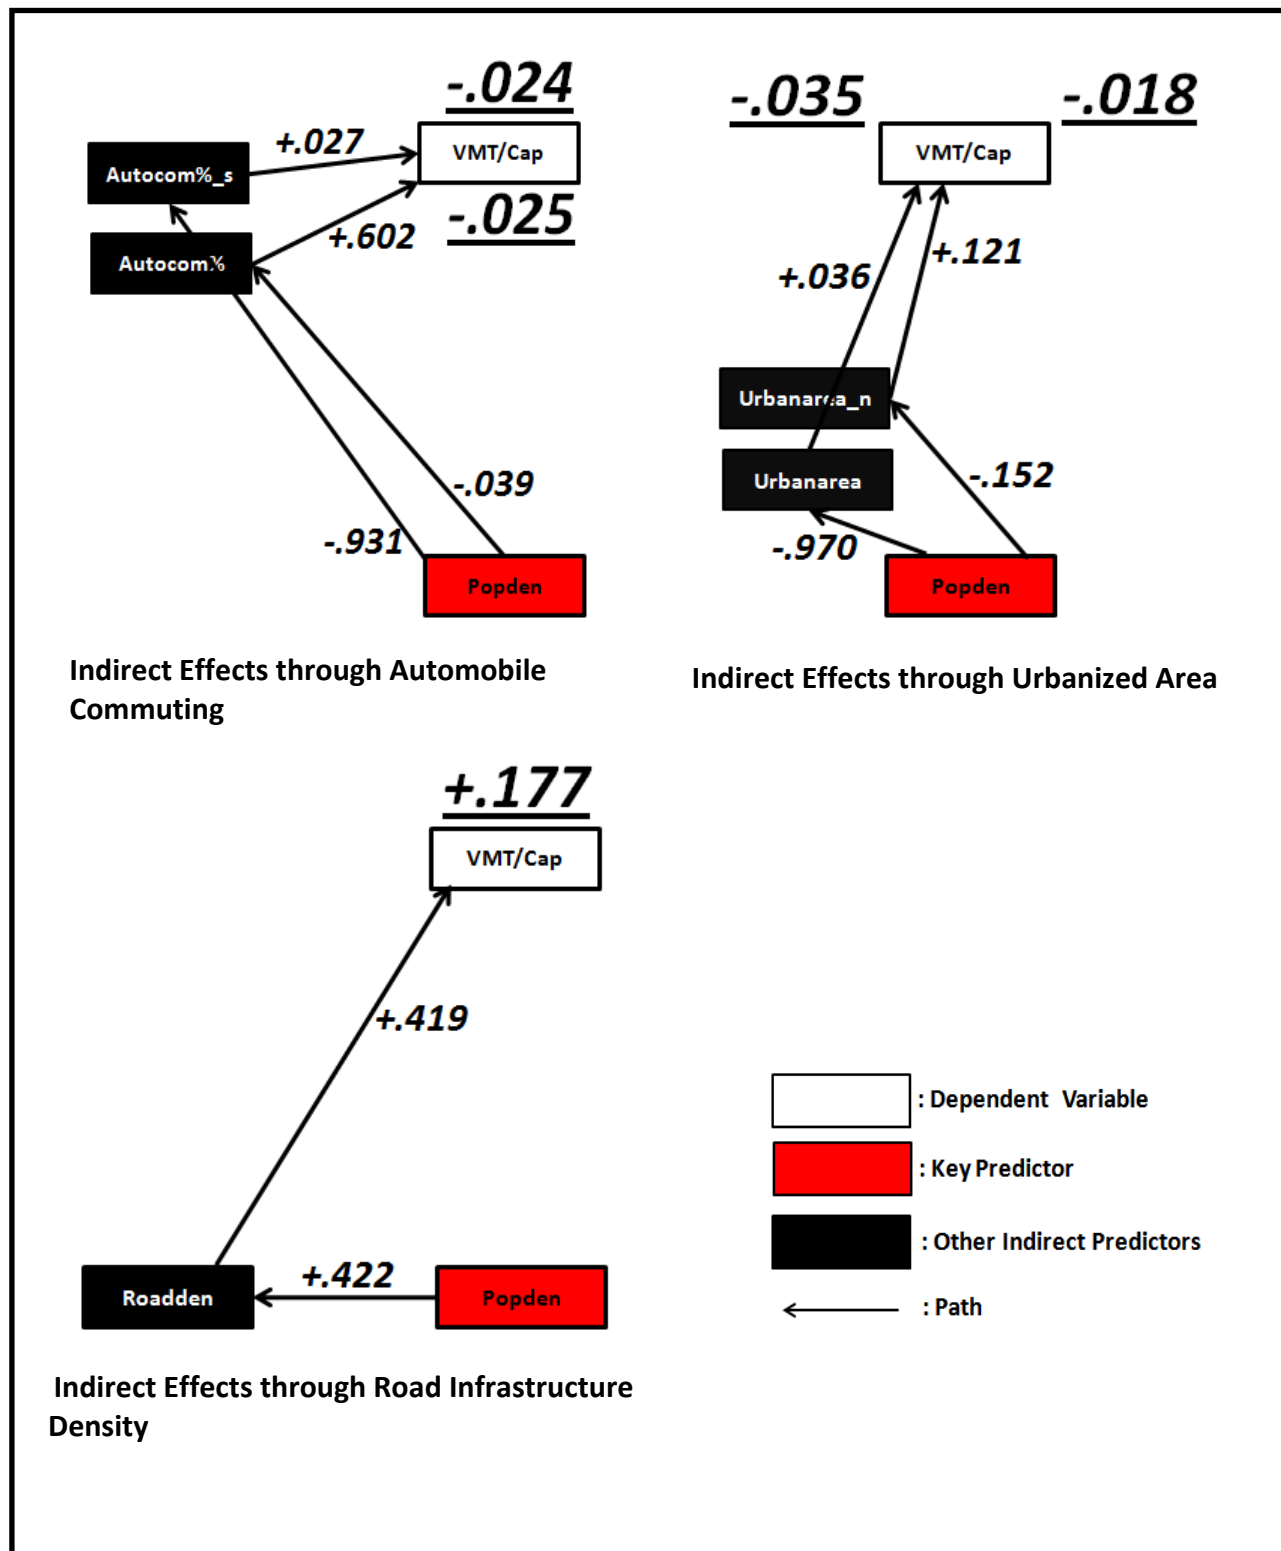 -.024
+.027
VMT/Cap
Autocom%_s
-.025
+.602
Autocom%
-.039
-.931
Popden
Indirect Effects through Automobile
Commuting
-.035
-.018
VMT/Cap
+.121
+.036
Urbanarea_n
Urbanarea
-.152
-.970
Popden
Indirect Effects through Urbanized Area
+.177
VMT/Cap
+.419
+.422
Roadden
Popden
Indirect Effects through Road Infrastructure
Density
: Dependent Variable
: Key Predictor
: Other Indirect Predictors
: Path